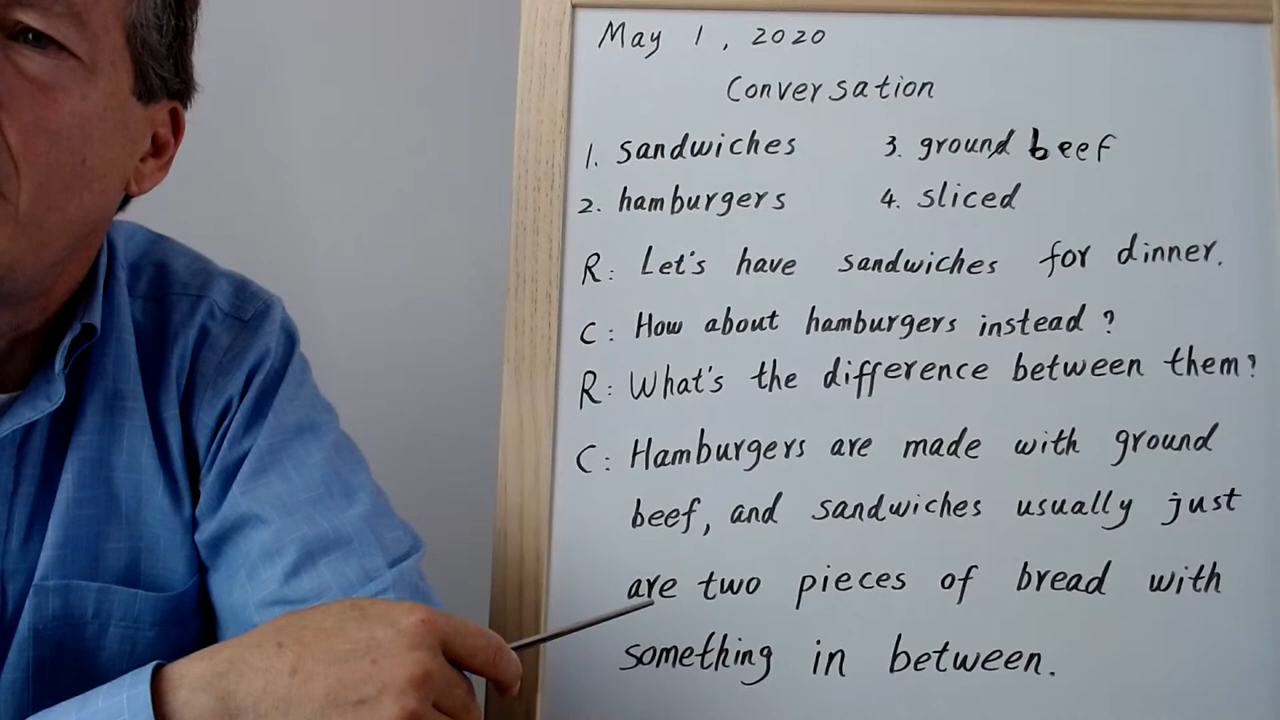 May 1, 2020
Conversation
1. sandwiches 3. ground beef
2. hamburgers 4. sliced
R: Let's have sandwiches for dinner.
C: How about hamburgers instead?
R: What's the difference between them?
C: Hamburgers are made with ground
beef, and sandwiches usually just
are two pieces of bread with
something in between.